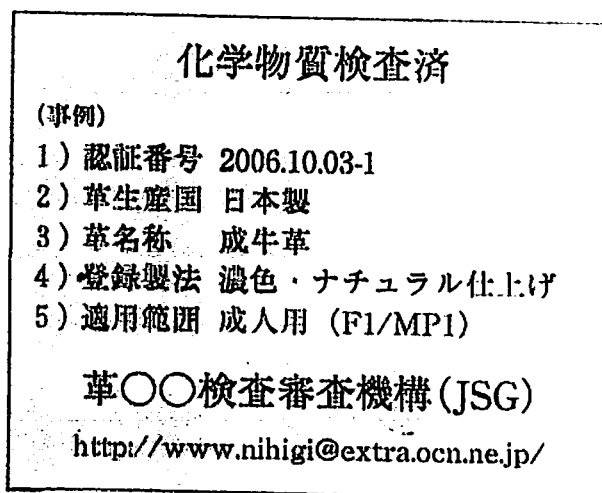 化学物質検査済
(事例)
1)認証番号 2006.10.03-1
2)革生産国 日本製
3)革名称 成牛革
4)登録製法 濃色・ナチュラル仕上げ
5)適用範囲 成人用 (F1/MP1)
革○○検査審査機構(JSG)
http://www.nihigi@extra.ocn.ne.jp/